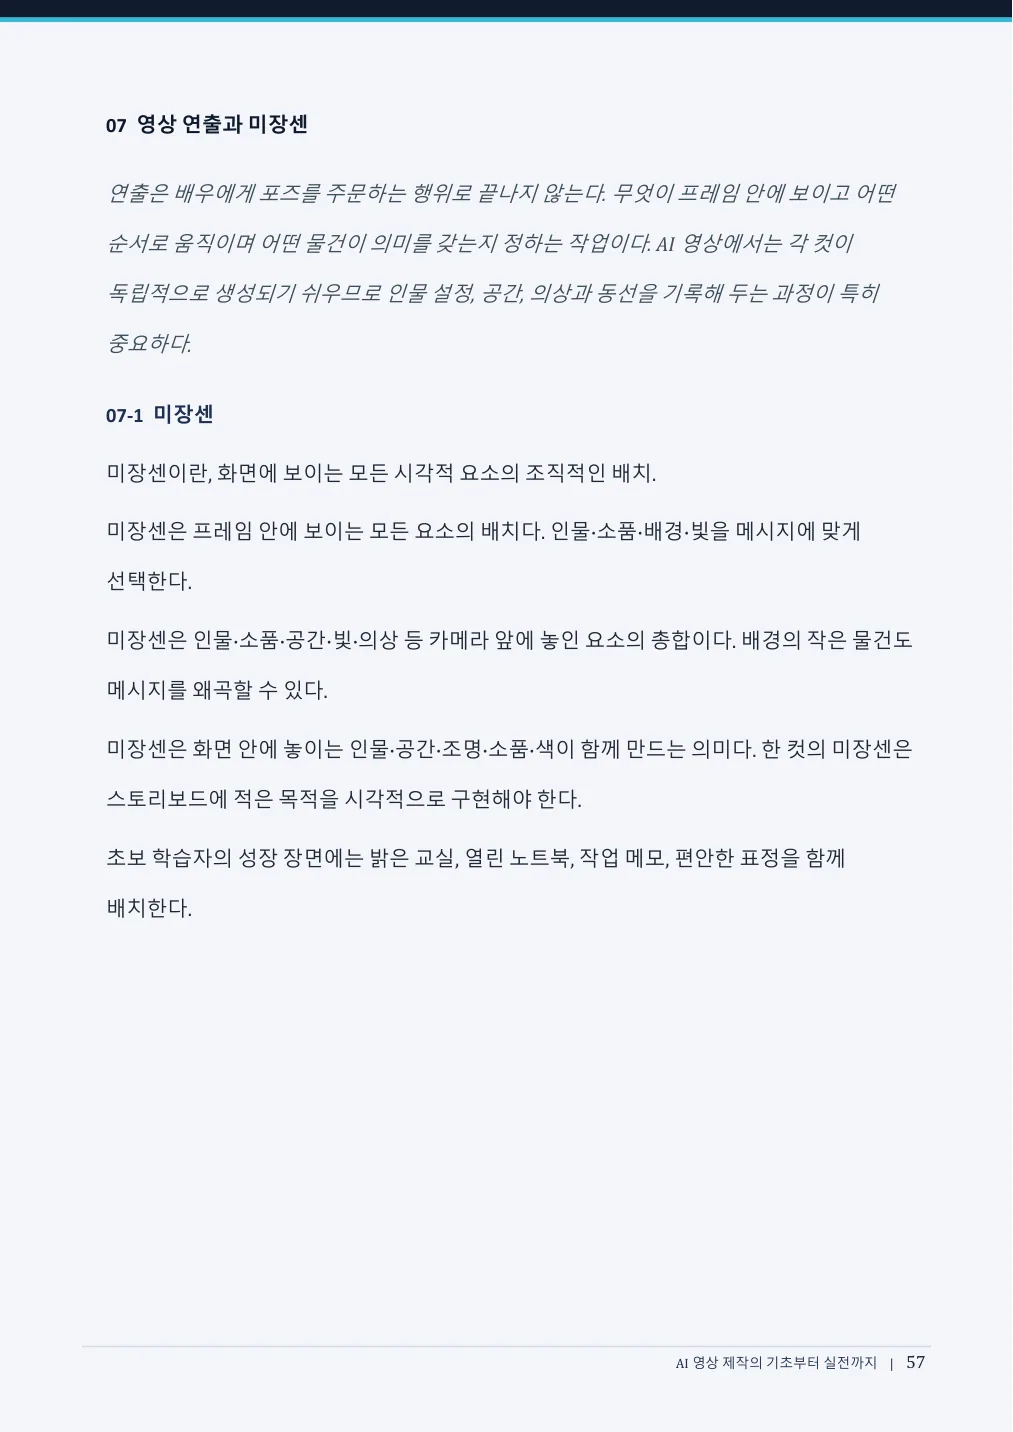 07 영상 연출과 미장센
연출은 배우에게 포즈를 주문하는 행위로 끝나지 않는다. 무엇이 프레임 안에 보이고 어떤
순서로 움직이며 어떤 물건이 의미를 갖는지 정하는 작업이다. AI 영상에서는 각 컷이
독립적으로 생성되기 쉬우므로 인물 설정, 공간, 의상과 동선을 기록해 두는 과정이 특히
중요하다.
07-1 미장센
미장센이란, 화면에 보이는 모든 시각적 요소의 조직적인 배치.
미장센은 프레임 안에 보이는 모든 요소의 배치다. 인물·소품·배경·빛을 메시지에 맞게
선택한다.
미장센은 인물·소품·공간·빛·의상 등 카메라 앞에 놓인 요소의 총합이다. 배경의 작은 물건도
메시지를 왜곡할 수 있다.
미장센은 화면 안에 놓이는 인물·공간·조명·소품·색이 함께 만드는 의미다. 한 컷의 미장센은
스토리보드에 적은 목적을 시각적으로 구현해야 한다.
초보 학습자의 성장 장면에는 밝은 교실, 열린 노트북, 작업 메모, 편안한 표정을 함께
배치한다.
AI 영상 제작의 기초부터 실전까지 | 57